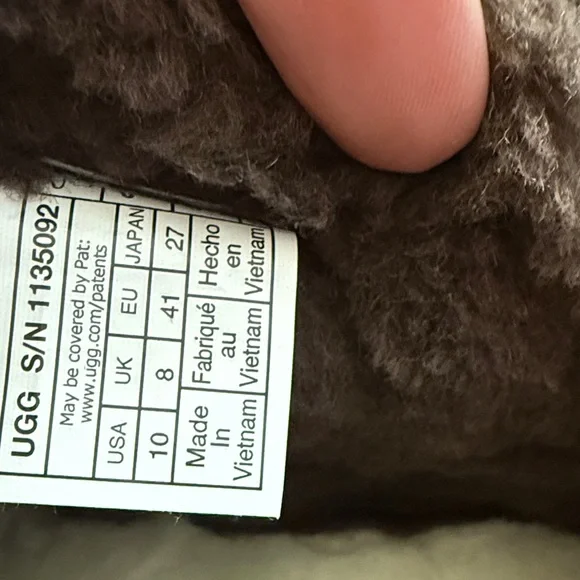 UGG S/N 1135092
May be covered by Pat:
www.ugg.com/patents
USA UK EU JAPAN
10 8 41 27
Made In Vietnam
Fabriqué au Vietnam
Hecho en Vietnam